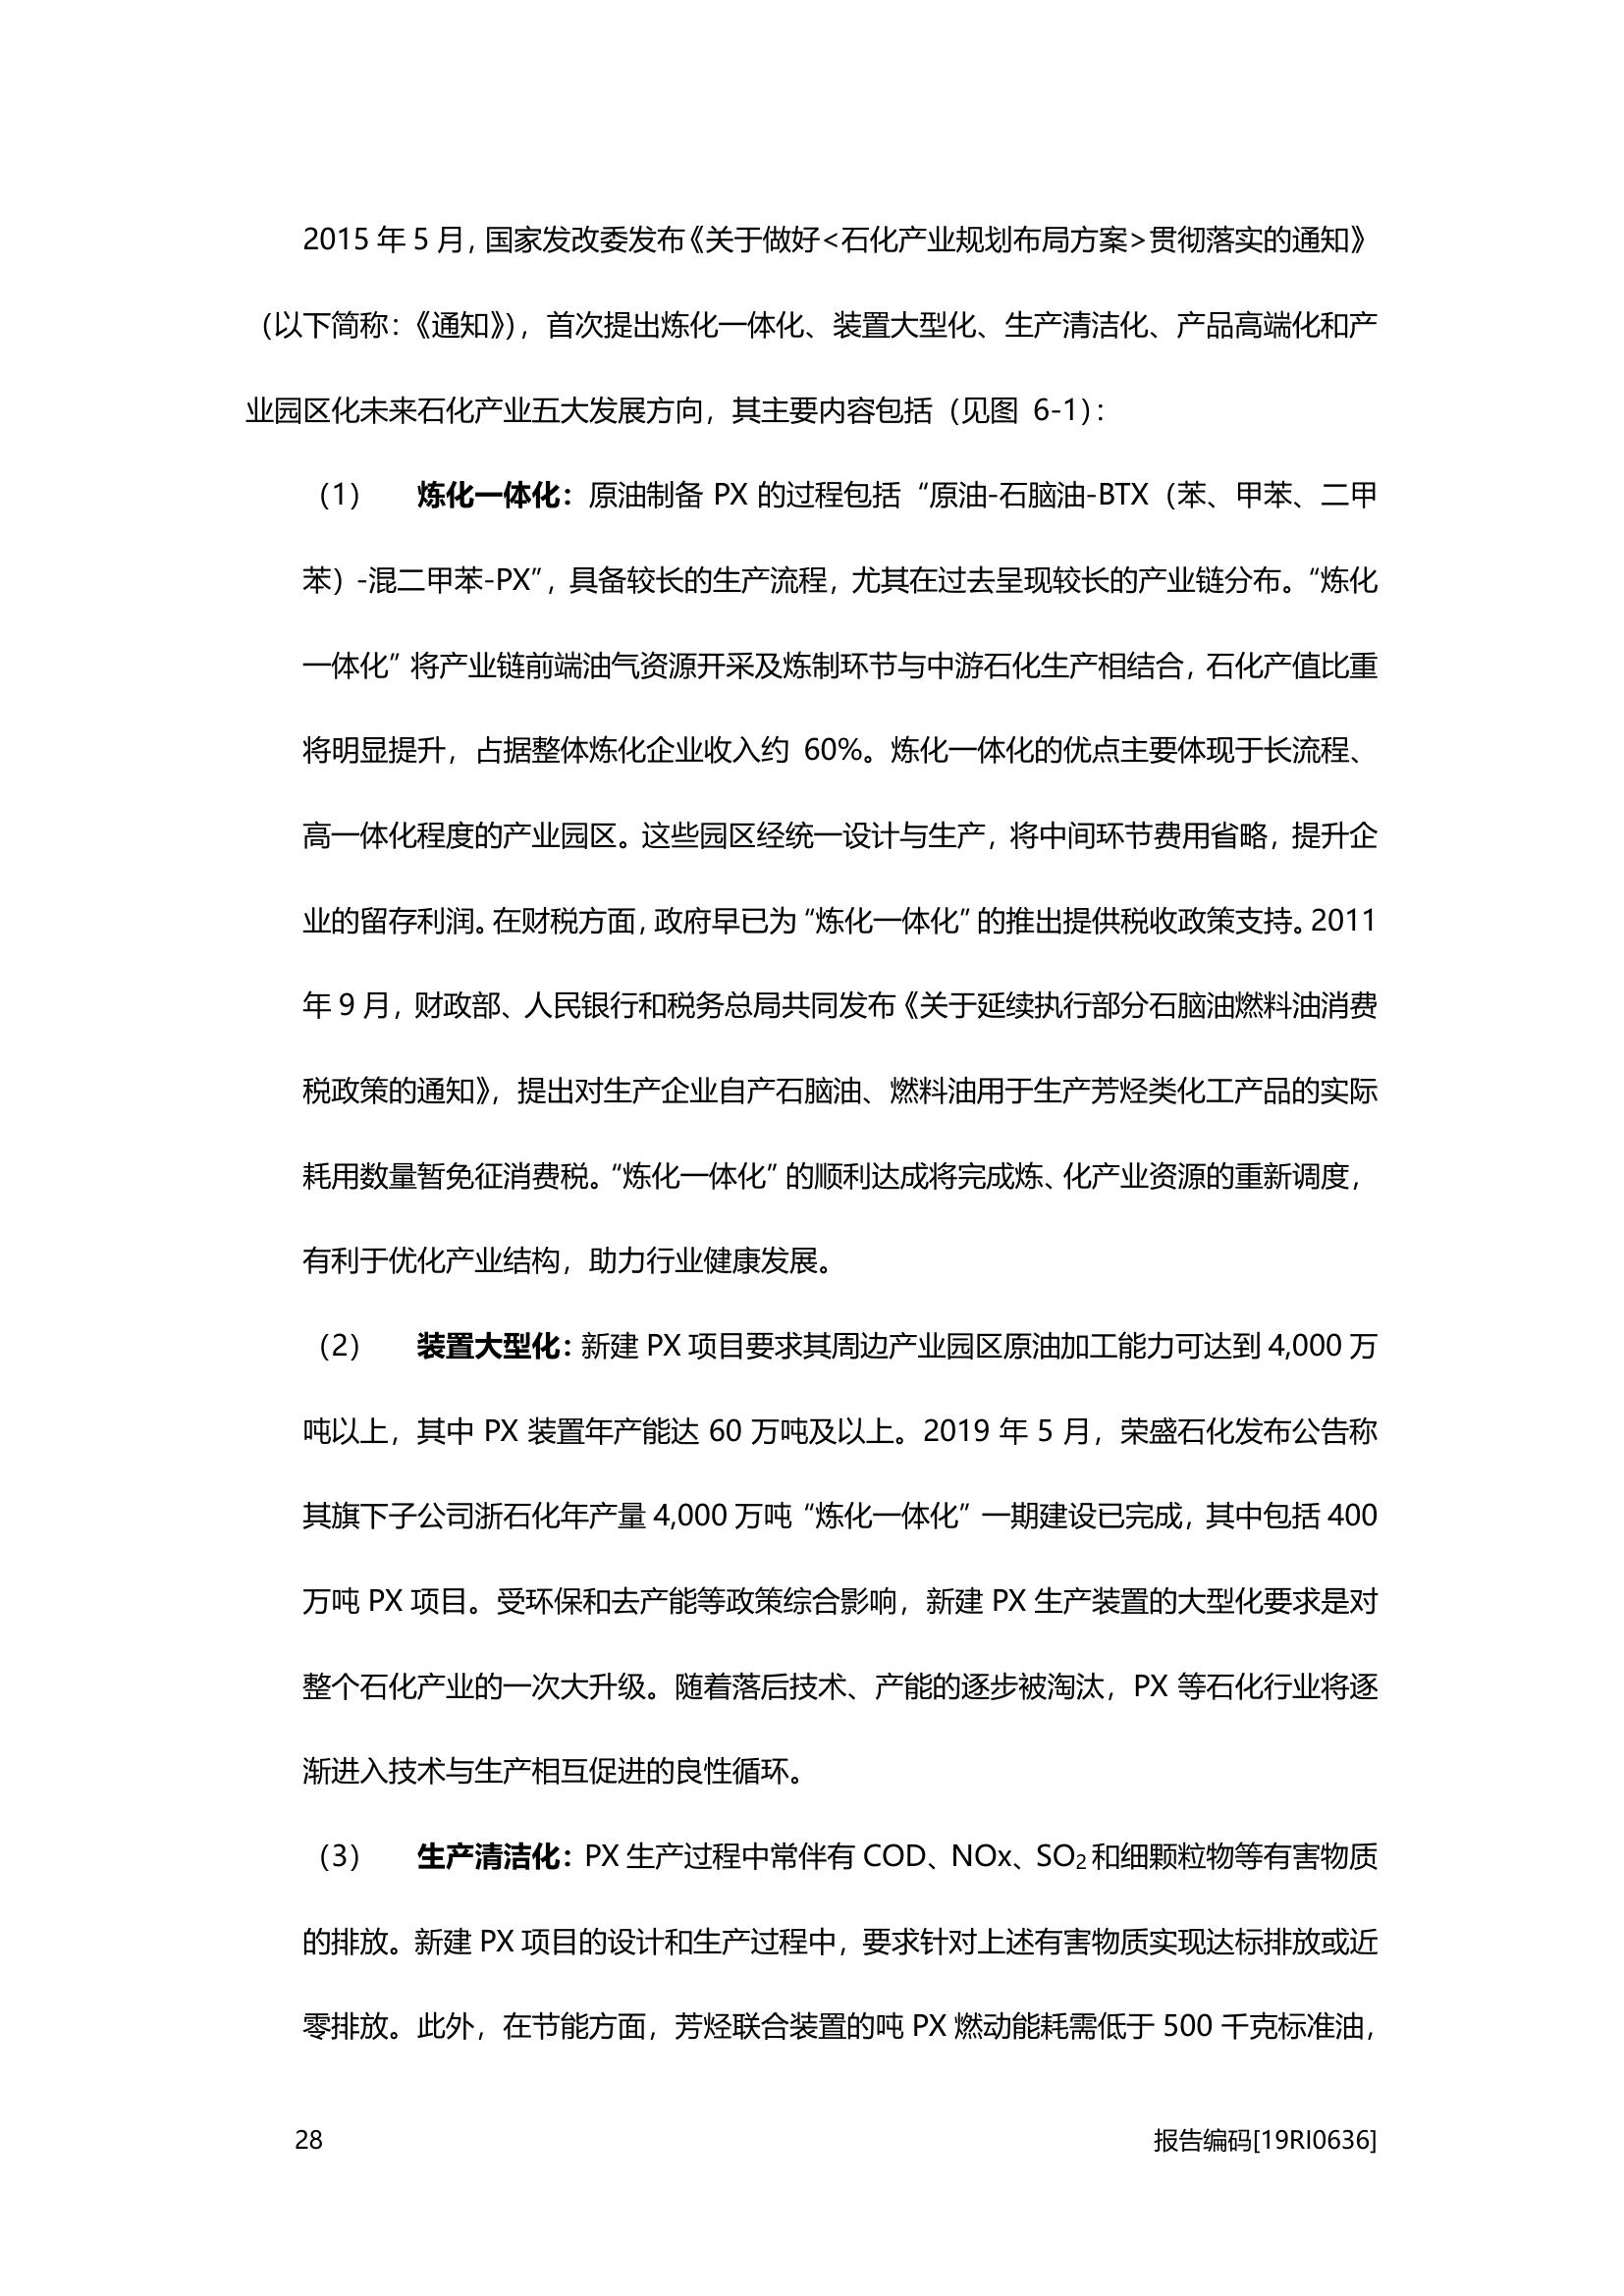 2015 年 5 月，国家发改委发布《关于做好<石化产业规划布局方案>贯彻落实的通知》
（以下简称：《通知》），首次提出炼化一体化、装置大型化、生产清洁化、产品高端化和产
业园区化未来石化产业五大发展方向，其主要内容包括（见图 6-1）：
（1） 炼化一体化：原油制备 PX 的过程包括“原油-石脑油-BTX（苯、甲苯、二甲
苯）-混二甲苯-PX”，具备较长的生产流程，尤其在过去呈现较长的产业链分布。“炼化
一体化”将产业链前端油气资源开采及炼制环节与中游石化生产相结合，石化产值比重
将明显提升，占据整体炼化企业收入约 60%。炼化一体化的优点主要体现于长流程、
高一体化程度的产业园区。这些园区经统一设计与生产，将中间环节费用省略，提升企
业的留存利润。在财税方面，政府早已为“炼化一体化”的推出提供税收政策支持。2011
年 9 月，财政部、人民银行和税务总局共同发布《关于延续执行部分石脑油燃料油消费
税政策的通知》，提出对生产企业自产石脑油、燃料油用于生产芳烃类化工产品的实际
耗用数量暂免征消费税。“炼化一体化”的顺利达成将完成炼、化产业资源的重新调度，
有利于优化产业结构，助力行业健康发展。
（2） 装置大型化：新建 PX 项目要求其周边产业园区原油加工能力可达到 4,000 万
吨以上，其中 PX 装置年产能达 60 万吨及以上。2019 年 5 月，荣盛石化发布公告称
其旗下子公司浙石化年产量 4,000 万吨“炼化一体化”一期建设已完成，其中包括 400
万吨 PX 项目。受环保和去产能等政策综合影响，新建 PX 生产装置的大型化要求是对
整个石化产业的一次大升级。随着落后技术、产能的逐步被淘汰，PX 等石化行业将逐
渐进入技术与生产相互促进的良性循环。
（3） 生产清洁化：PX 生产过程中常伴有 COD、NOx、SO₂ 和细颗粒物等有害物质
的排放。新建 PX 项目的设计和生产过程中，要求针对上述有害物质实现达标排放或近
零排放。此外，在节能方面，芳烃联合装置的吨 PX 燃动能耗需低于 500 千克标准油，
28 报告编码[19RI0636]